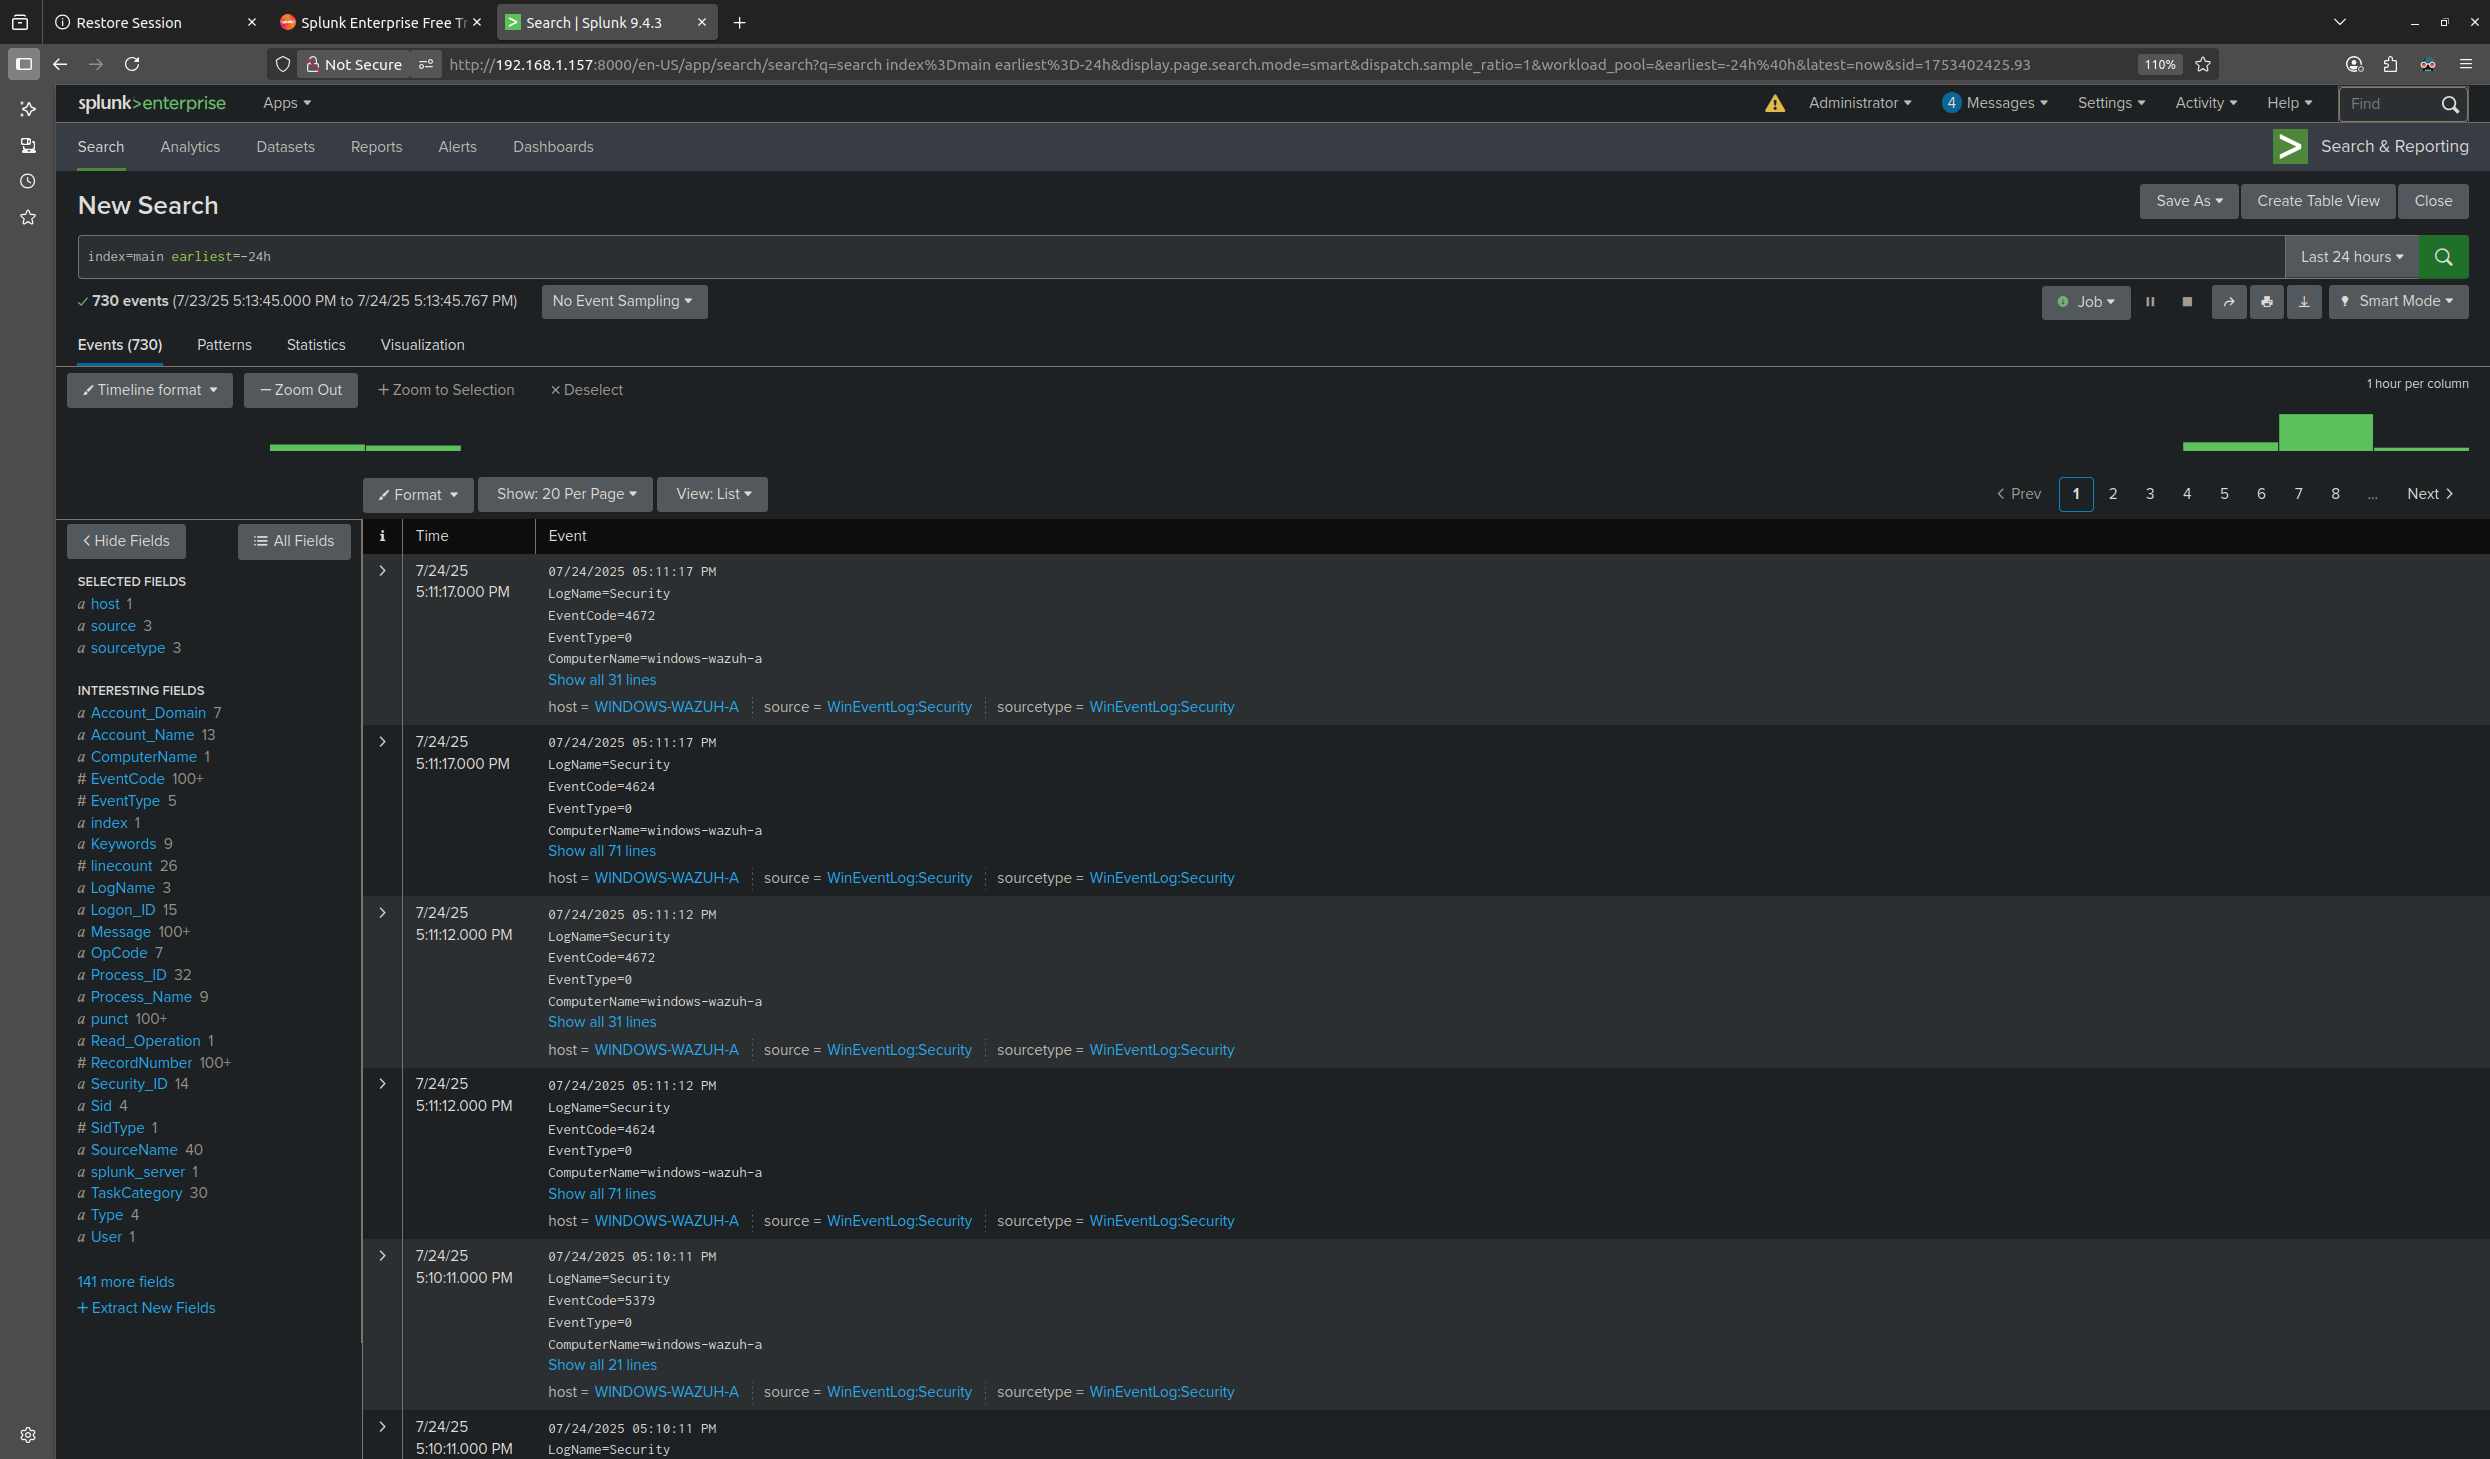 Restore Session
Splunk Enterprise Free Tr
Search | Splunk 9.4.3
Not Secure
http://192.168.1.157:8000/en-US/app/search/search?q=search index%3Dmain earliest%3D-24h&display.page.search.mode=smart&dispatch.sample_ratio=1&workload_pool=&earliest=-24h%40h&latest=now&sid=1753402425.93
110%
splunk>enterprise
Apps
Administrator
4 Messages
Settings
Activity
Help
Find
Search
Analytics
Datasets
Reports
Alerts
Dashboards
Search & Reporting
New Search
Save As
Create Table View
Close
index=main earliest=-24h
Last 24 hours
730 events (7/23/25 5:13:45.000 PM to 7/24/25 5:13:45.767 PM)
No Event Sampling
Job
Smart Mode
Events (730)
Patterns
Statistics
Visualization
Timeline format
Zoom Out
+ Zoom to Selection
× Deselect
1 hour per column
Format
Show: 20 Per Page
View: List
< Prev
1
2
3
4
5
6
7
8
...
Next >
< Hide Fields
All Fields
i
Time
Event
SELECTED FIELDS
a host 1
a source 3
a sourcetype 3
INTERESTING FIELDS
a Account_Domain 7
a Account_Name 13
a ComputerName 1
# EventCode 100+
# EventType 5
a index 1
a Keywords 9
# linecount 26
a LogName 3
a Logon_ID 15
a Message 100+
a OpCode 7
a Process_ID 32
a Process_Name 9
a punct 100+
a Read_Operation 1
# RecordNumber 100+
a Security_ID 14
a Sid 4
# SidType 1
a SourceName 40
a splunk_server 1
a TaskCategory 30
a Type 4
a User 1
141 more fields
+ Extract New Fields
7/24/25
5:11:17.000 PM
07/24/2025 05:11:17 PM
LogName=Security
EventCode=4672
EventType=0
ComputerName=windows-wazuh-a
Show all 31 lines
host = WINDOWS-WAZUH-A source = WinEventLog:Security sourcetype = WinEventLog:Security
7/24/25
5:11:17.000 PM
07/24/2025 05:11:17 PM
LogName=Security
EventCode=4624
EventType=0
ComputerName=windows-wazuh-a
Show all 71 lines
host = WINDOWS-WAZUH-A source = WinEventLog:Security sourcetype = WinEventLog:Security
7/24/25
5:11:12.000 PM
07/24/2025 05:11:12 PM
LogName=Security
EventCode=4672
EventType=0
ComputerName=windows-wazuh-a
Show all 31 lines
host = WINDOWS-WAZUH-A source = WinEventLog:Security sourcetype = WinEventLog:Security
7/24/25
5:11:12.000 PM
07/24/2025 05:11:12 PM
LogName=Security
EventCode=4624
EventType=0
ComputerName=windows-wazuh-a
Show all 71 lines
host = WINDOWS-WAZUH-A source = WinEventLog:Security sourcetype = WinEventLog:Security
7/24/25
5:10:11.000 PM
07/24/2025 05:10:11 PM
LogName=Security
EventCode=5379
EventType=0
ComputerName=windows-wazuh-a
Show all 21 lines
host = WINDOWS-WAZUH-A source = WinEventLog:Security sourcetype = WinEventLog:Security
7/24/25
5:10:11.000 PM
07/24/2025 05:10:11 PM
LogName=Security